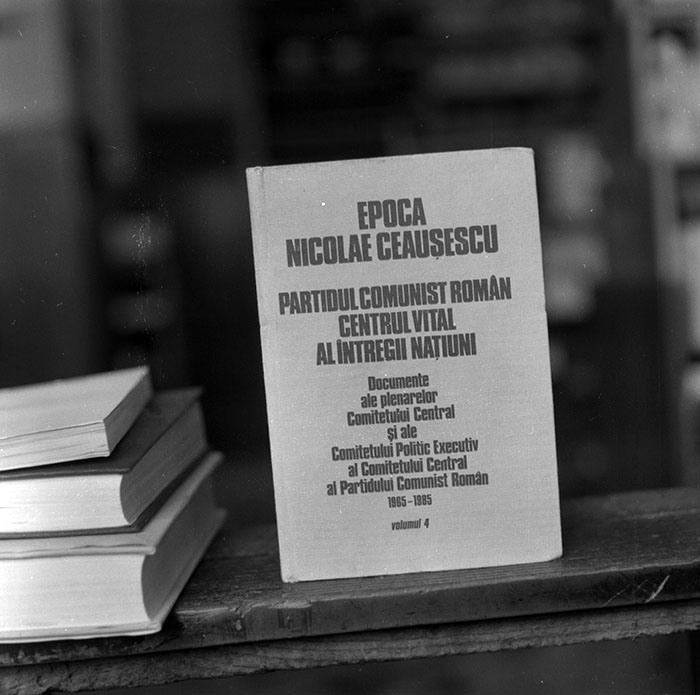 EPOCA
NICOLAE CEAUȘESCU
PARTIDUL COMUNIST ROMÂN
CENTRUL VITAL
AL ÎNTREGII NAȚIUNI
Documente
ale plenarelor
Comitetului Central
și ale
Comitetului Politic Executiv
al Comitetului Central
al Partidului Comunist Român
1965-1985
volumul 4